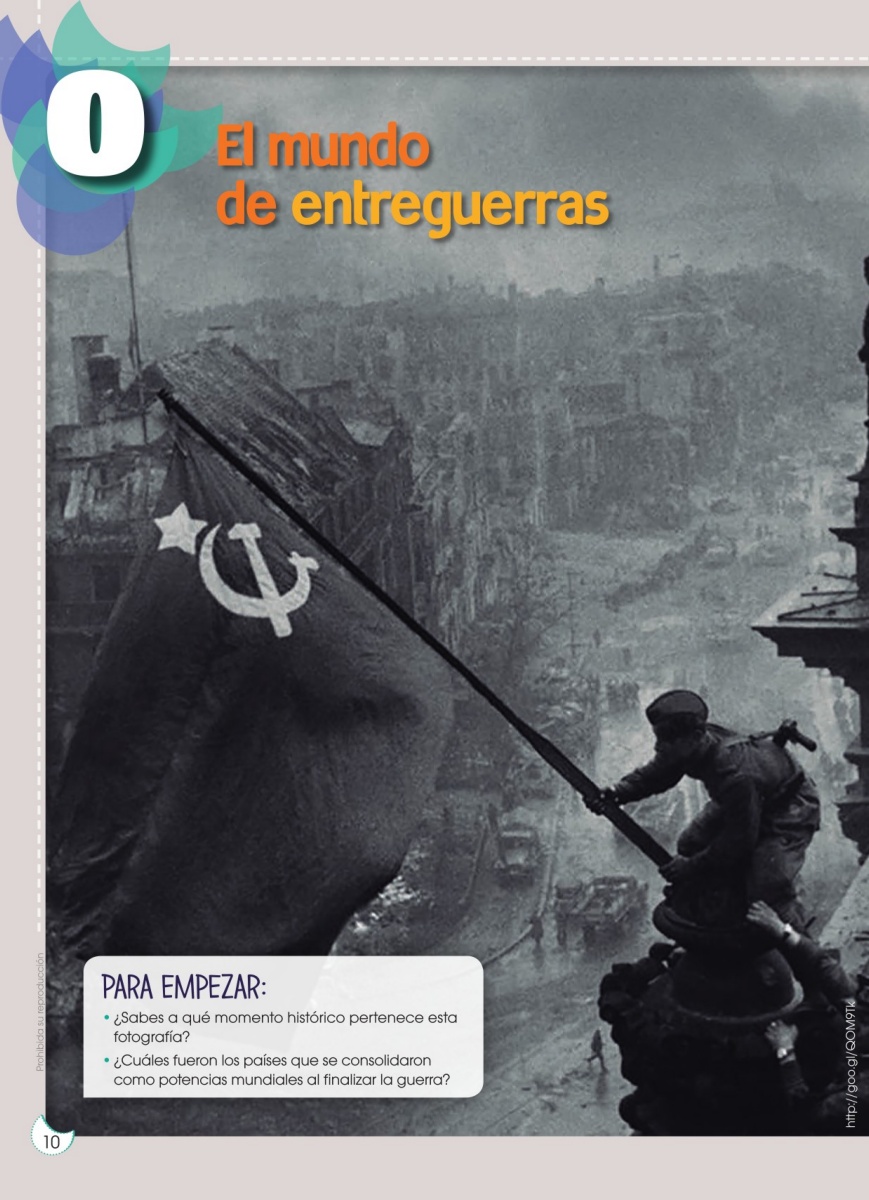 0
El mundo
de entreguerras
PARA EMPEZAR:
• ¿Sabes a qué momento histórico pertenece esta
fotografía?
• ¿Cuáles fueron los países que se consolidaron
como potencias mundiales al finalizar la guerra?
Prohibida su reproducción
http://goo.gl/QOM9Tk
10